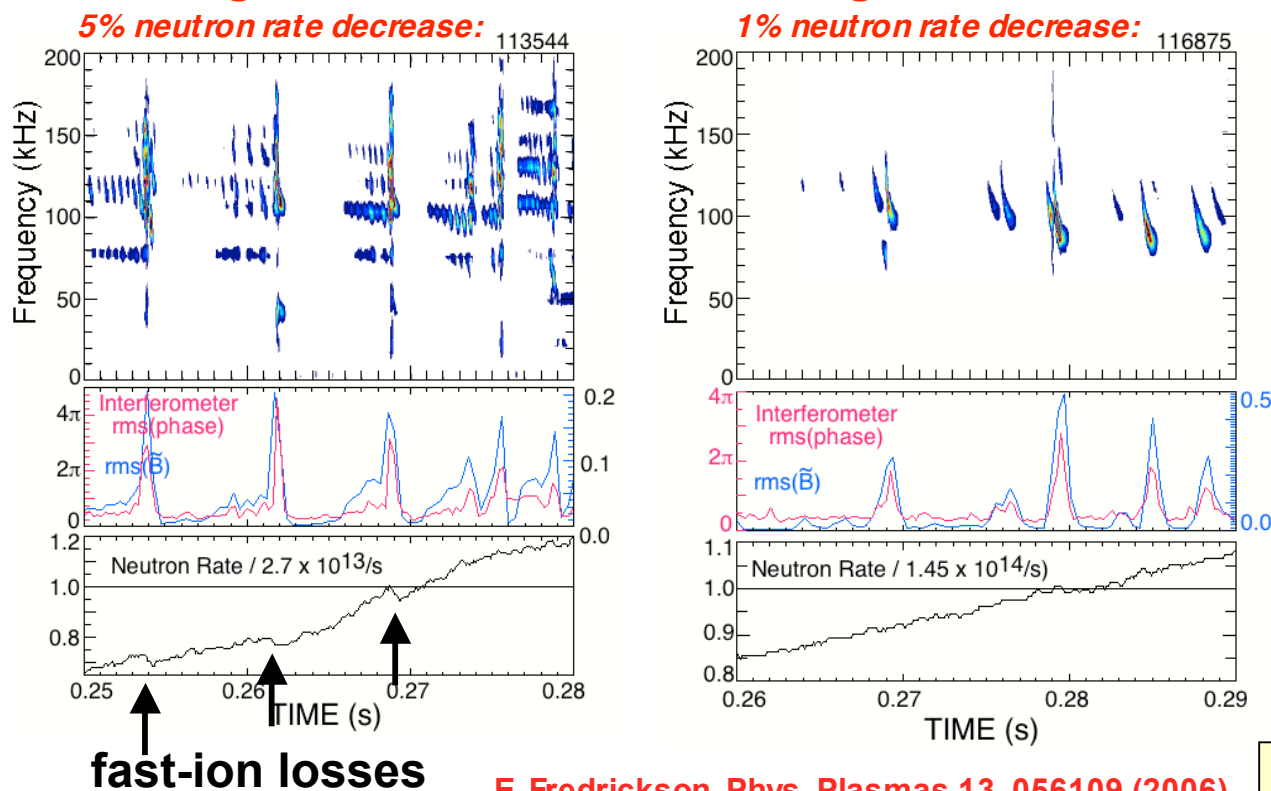 5% neutron rate decrease:
113544
200
150
100
50
0
Frequency (kHz)
Interferometer
rms(phase)
rms(B̃)
4π
2π
0
0.2
0.1
0.0
Neutron Rate / 2.7 x 10¹³/s
1.2
1.0
0.8
0.25
0.26
0.27
0.28
TIME (s)
fast-ion losses
1% neutron rate decrease:
116875
200
150
100
50
0
Frequency (kHz)
Interferometer
rms(phase)
rms(B̃)
4π
2π
0
0.5
0.0
Neutron Rate / 1.45 x 10¹⁴/s)
1.1
1.0
0.9
0.8
0.26
0.27
0.28
0.29
TIME (s)
E. Fredrickson, Phys. Plasmas 13, 056109 (2006)